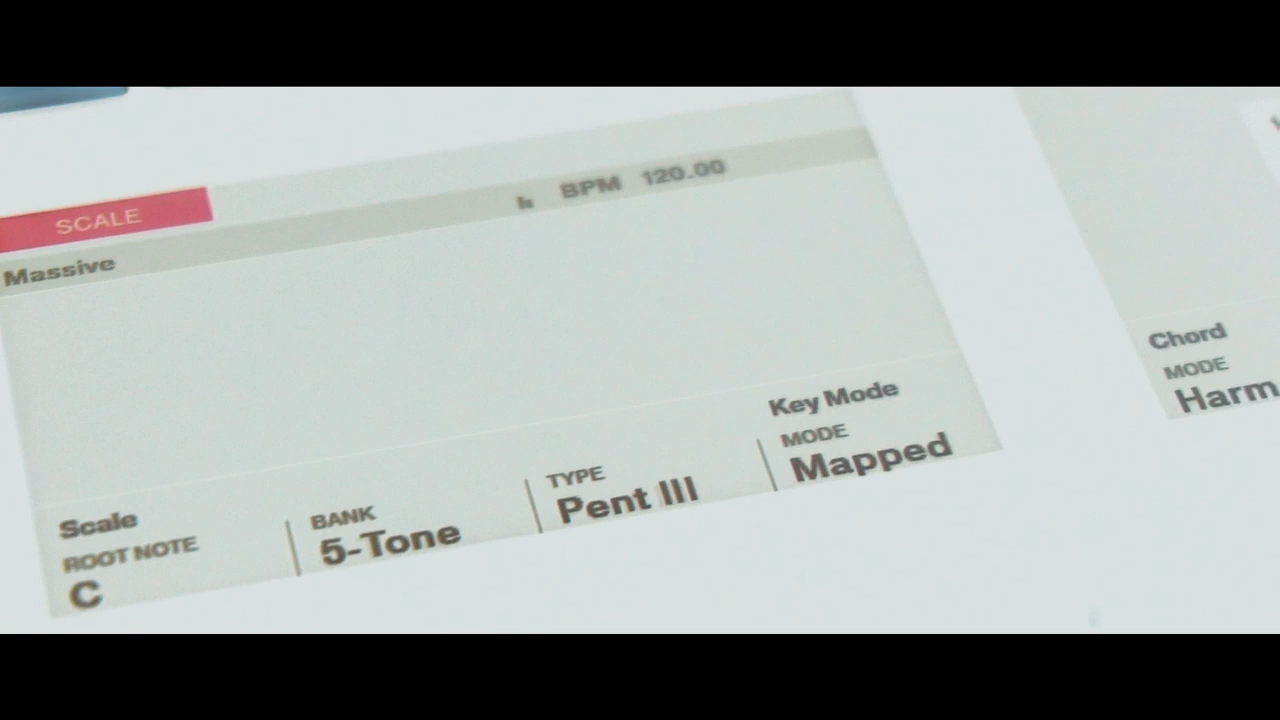 SCALE
Massive
BPM 120.00
Scale
ROOT NOTE
C
BANK
5-Tone
TYPE
Pent III
Key Mode
MODE
Mapped
Chord
MODE
Harm